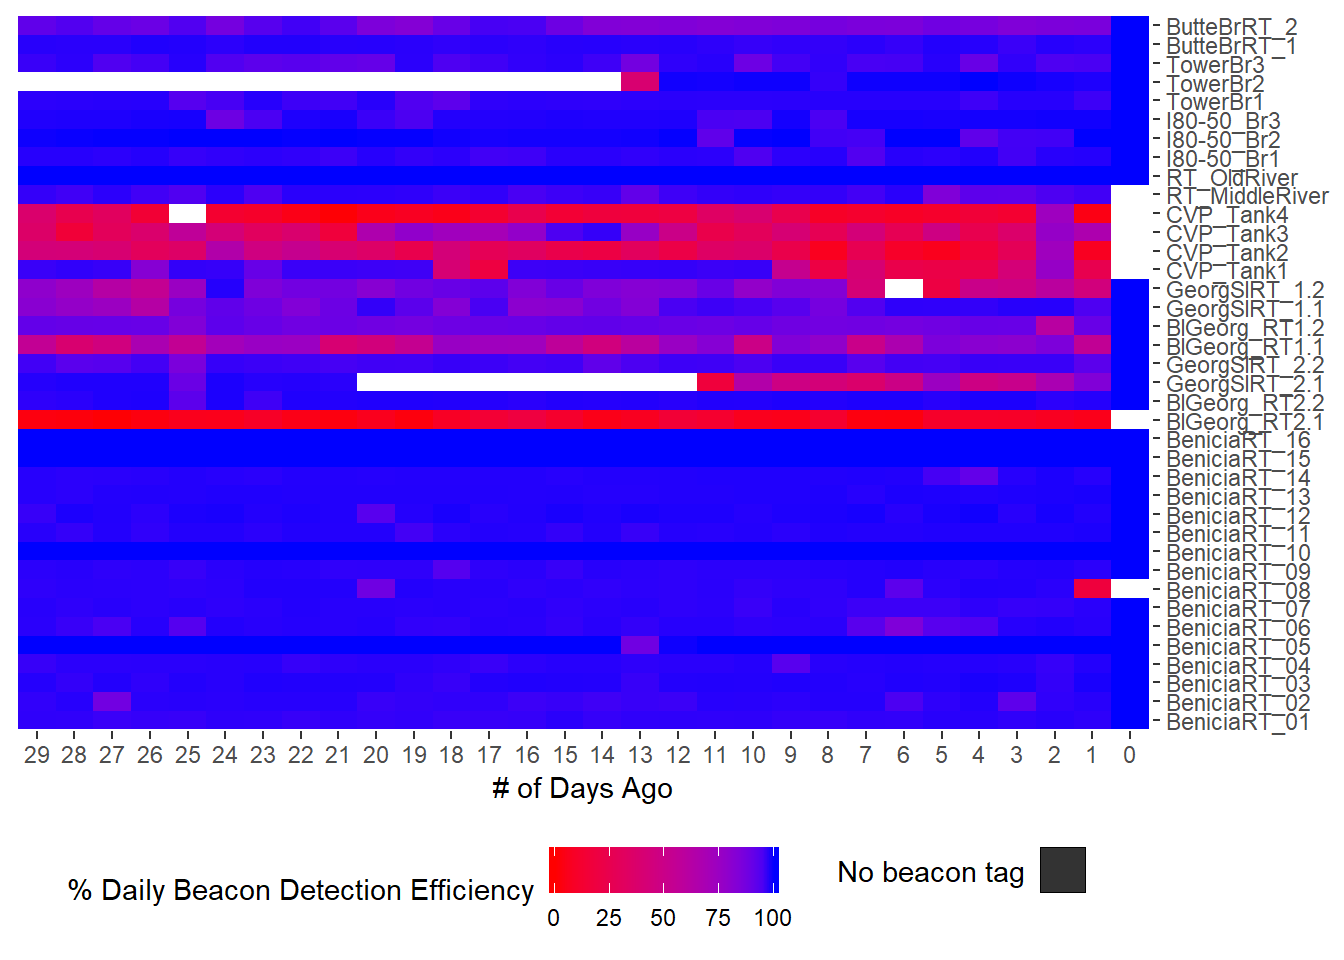 ButteBrRT_2
ButteBrRT_1
TowerBr3
TowerBr2
TowerBr1
I80-50_Br3
I80-50_Br2
I80-50_Br1
RT_OldRiver
RT_MiddleRiver
CVP_Tank4
CVP_Tank3
CVP_Tank2
CVP_Tank1
GeorgSlRT_1.2
GeorgSlRT_1.1
BlGeorg_RT1.2
BlGeorg_RT1.1
GeorgSlRT_2.2
GeorgSlRT_2.1
BlGeorg_RT2.2
BlGeorg_RT2.1
BeniciaRT_16
BeniciaRT_15
BeniciaRT_14
BeniciaRT_13
BeniciaRT_12
BeniciaRT_11
BeniciaRT_10
BeniciaRT_09
BeniciaRT_08
BeniciaRT_07
BeniciaRT_06
BeniciaRT_05
BeniciaRT_04
BeniciaRT_03
BeniciaRT_02
BeniciaRT_01
29 28 27 26 25 24 23 22 21 20 19 18 17 16 15 14 13 12 11 10 9 8 7 6 5 4 3 2 1 0
# of Days Ago
% Daily Beacon Detection Efficiency
0 25 50 75 100
No beacon tag